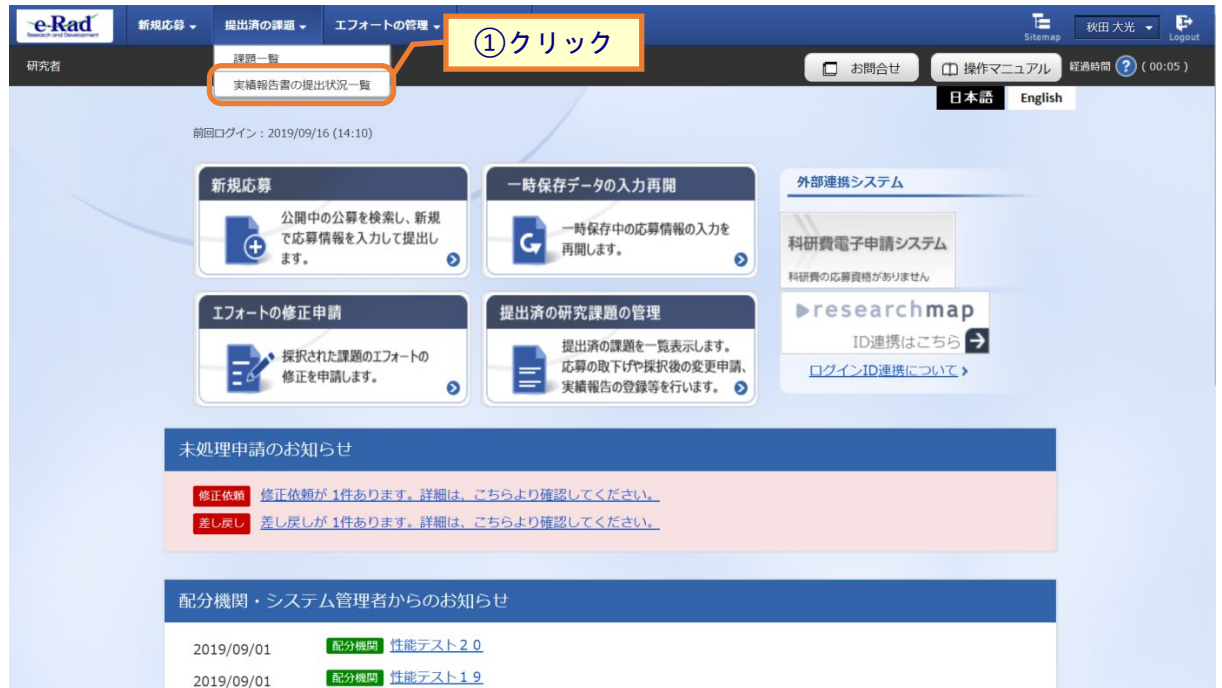 e-Rad
Research and Development
新規応募
提出済の課題
エフォートの管理
Sitemap
秋田 大光
Logout
①クリック
研究者
課題一覧
実績報告書の提出状況一覧
お問合せ
操作マニュアル
経過時間 ? ( 00:05 )
日本語
English
前回ログイン：2019/09/16 (14:10)
新規応募
公開中の公募を検索し、新規
で応募情報を入力して提出し
ます。
一時保存データの入力再開
一時保存中の応募情報の入力を
再開します。
エフォートの修正申請
採択された課題のエフォートの
修正を申請します。
提出済の研究課題の管理
提出済の課題を一覧表示します。
応募の取下げや採択後の変更申請、
実績報告の登録等を行います。
外部連携システム
科研費電子申請システム
科研費の応募資格がありません
researchmap
ID連携はこちら
ログインID連携について
未処理申請のお知らせ
修正依頼 修正依頼が 1件あります。詳細は、こちらより確認してください。
差し戻し 差し戻しが 1件あります。詳細は、こちらより確認してください。
配分機関・システム管理者からのお知らせ
2019/09/01 配分機関 性能テスト２０
2019/09/01 配分機関 性能テスト１９